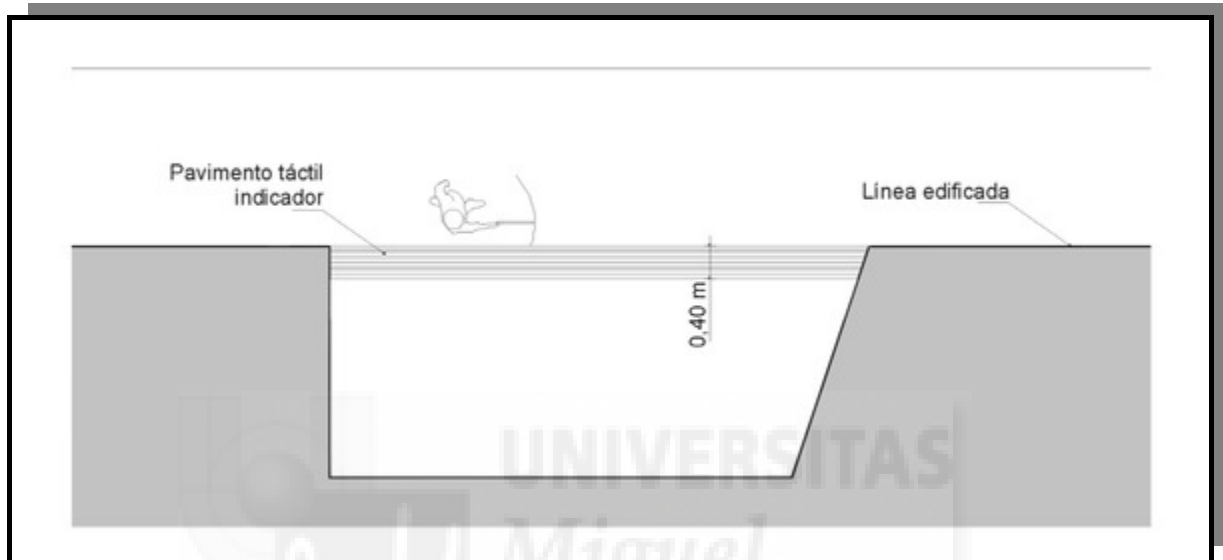 Pavimento táctil
indicador
Línea edificada
0,40 m
UNIVERSITAS
Miguel